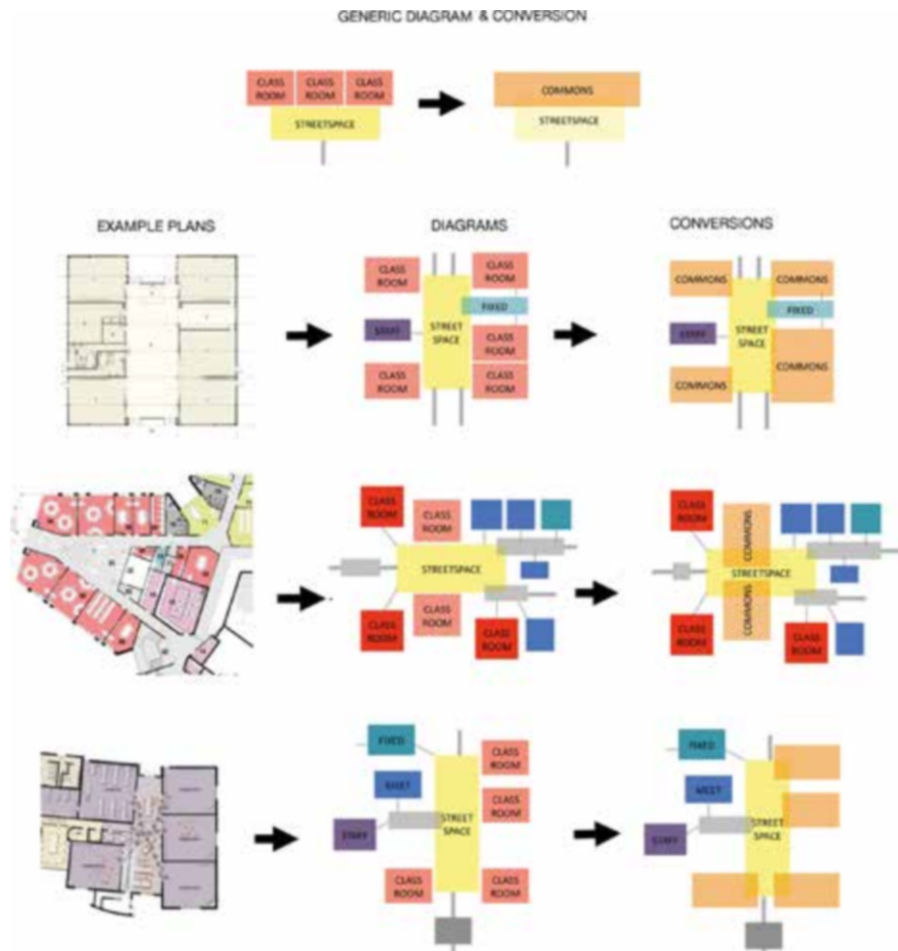 GENERIC DIAGRAM & CONVERSION
CLASS ROOM
CLASS ROOM
CLASS ROOM
STREETSPACE
COMMONS
STREETSPACE
EXAMPLE PLANS
DIAGRAMS
CONVERSIONS
CLASS ROOM
CLASS ROOM
FIXED
STAFF
STREET SPACE
CLASS ROOM
CLASS ROOM
CLASS ROOM
COMMONS
COMMONS
FIXED
STAFF
STREET SPACE
COMMONS
COMMONS
CLASS ROOM
CLASS ROOM
STREETSPACE
CLASS ROOM
CLASS ROOM
CLASS ROOM
CLASS ROOM
COMMONS
STREETSPACE
COMMONS
CLASS ROOM
CLASS ROOM
FIXED
CLASS ROOM
MEET
CLASS ROOM
STREET SPACE
STAFF
CLASS ROOM
CLASS ROOM
FIXED
MEET
STREET SPACE
STAFF